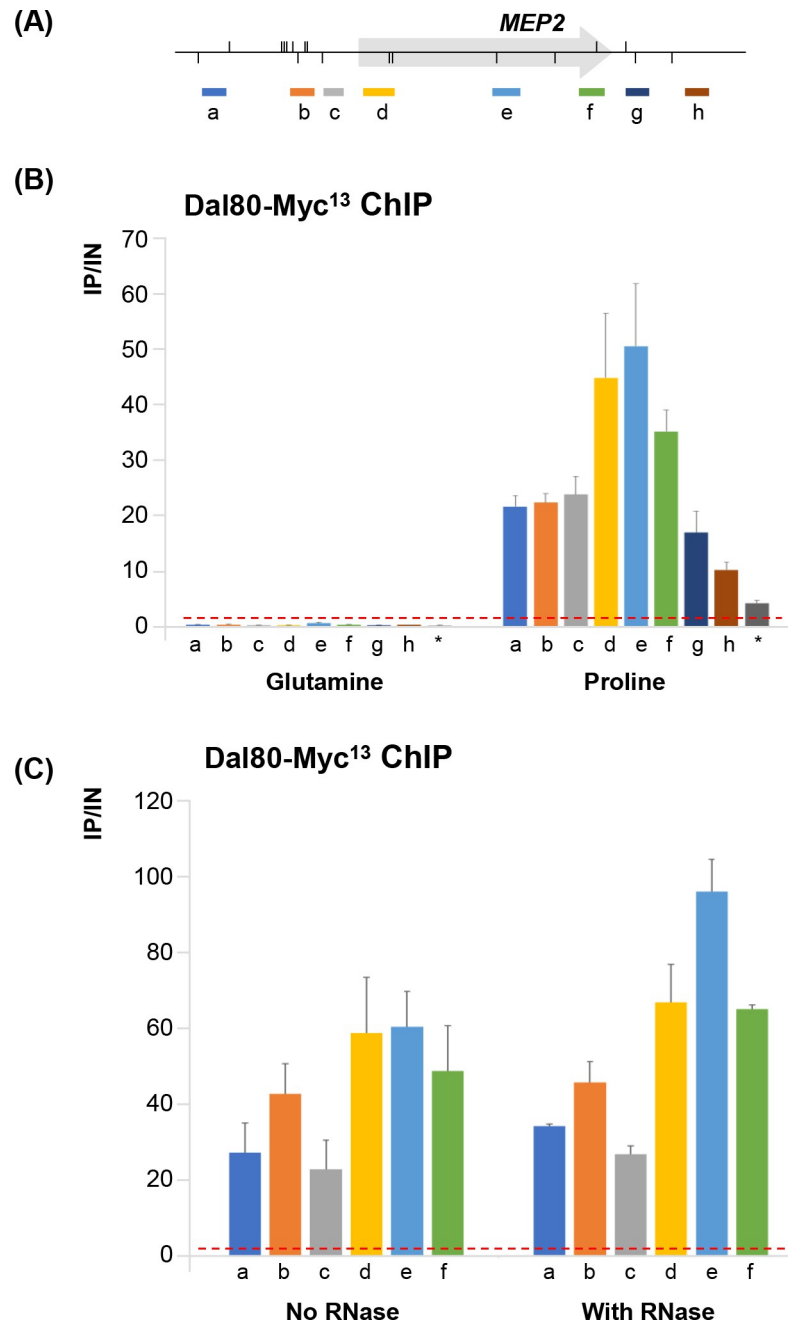 (A)
MEP2
a b c d e f g h
(B)
Dal80-Myc¹³ ChIP
IP/IN
70
60
50
40
30
20
10
0
a b c d e f g h * a b c d e f g h *
Glutamine Proline
(C)
Dal80-Myc¹³ ChIP
IP/IN
120
100
80
60
40
20
0
a b c d e f a b c d e f
No RNase With RNase